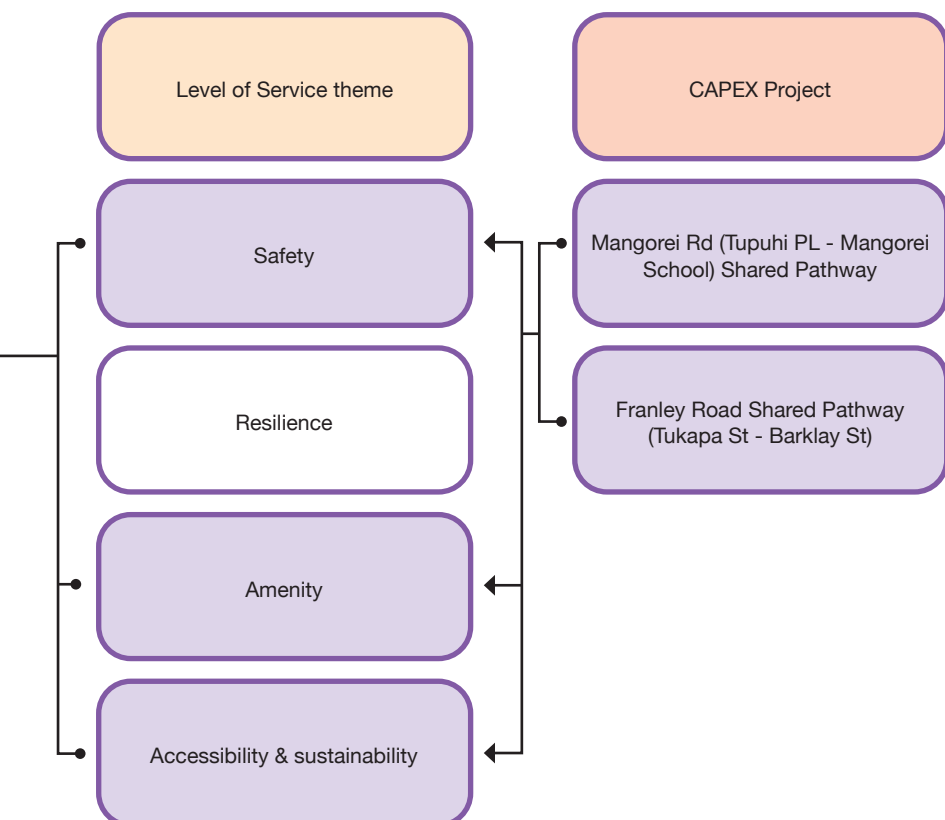 Level of Service theme
CAPEX Project
Safety
Mangorei Rd (Tupuhi PL - Mangorei
School) Shared Pathway
Resilience
Franley Road Shared Pathway
(Tukapa St - Barklay St)
Amenity
Accessibility & sustainability